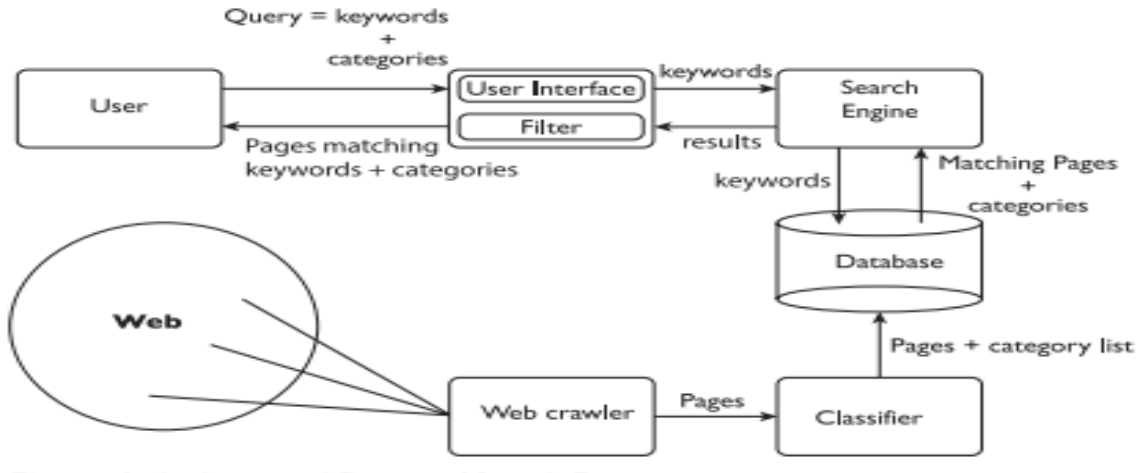 Query = keywords
+
categories
User
User Interface
Filter
keywords
Search
Engine
results
Pages matching
keywords + categories
keywords
Matching Pages
+
categories
Database
Web
Pages + category list
Web crawler
Pages
Classifier